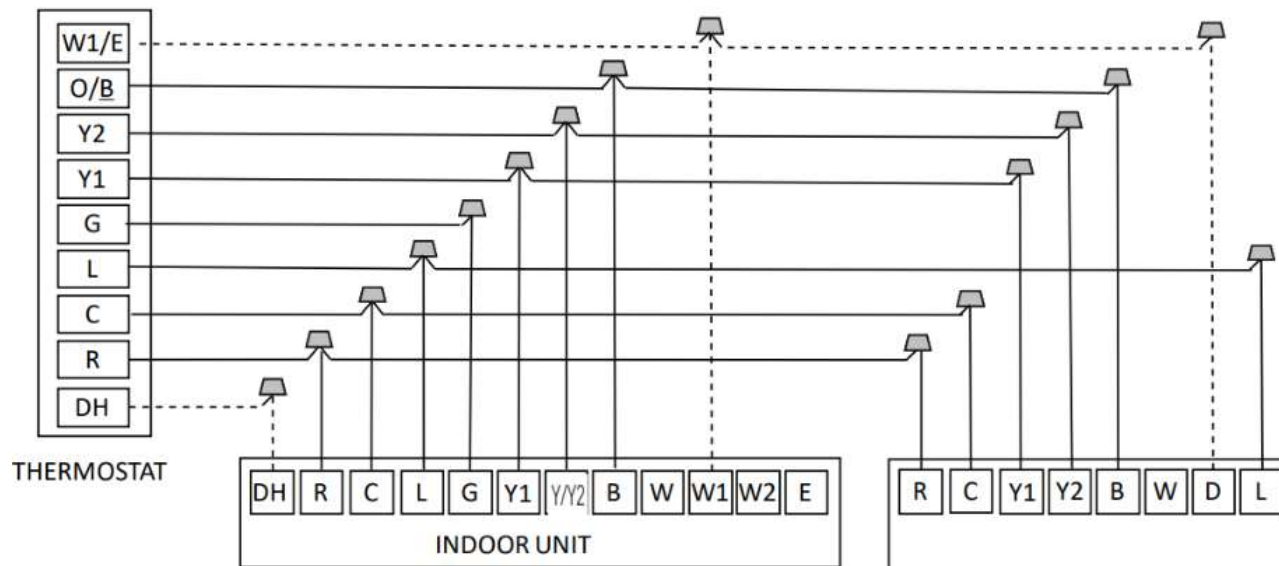 W1/E
O/B
Y2
Y1
G
L
C
R
DH
THERMOSTAT
DH R C L G Y1 Y/Y2 B W W1 W2 E
INDOOR UNIT
R C Y1 Y2 B W D L